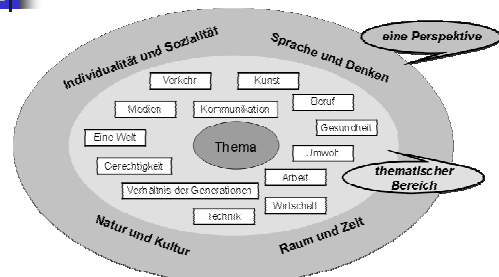 Individualität und Sozialität
Sprache und Denken
eine Perspektive
Verkehr
Kunst
Medien
Kommunikation
Beruf
Gesundheit
Eine Welt
Thema
Umwelt
Gerechtigkeit
Arbeit
thematischer
Bereich
Verhältnis der Generationen
Wirtschaft
Technik
Natur und Kultur
Raum und Zeit